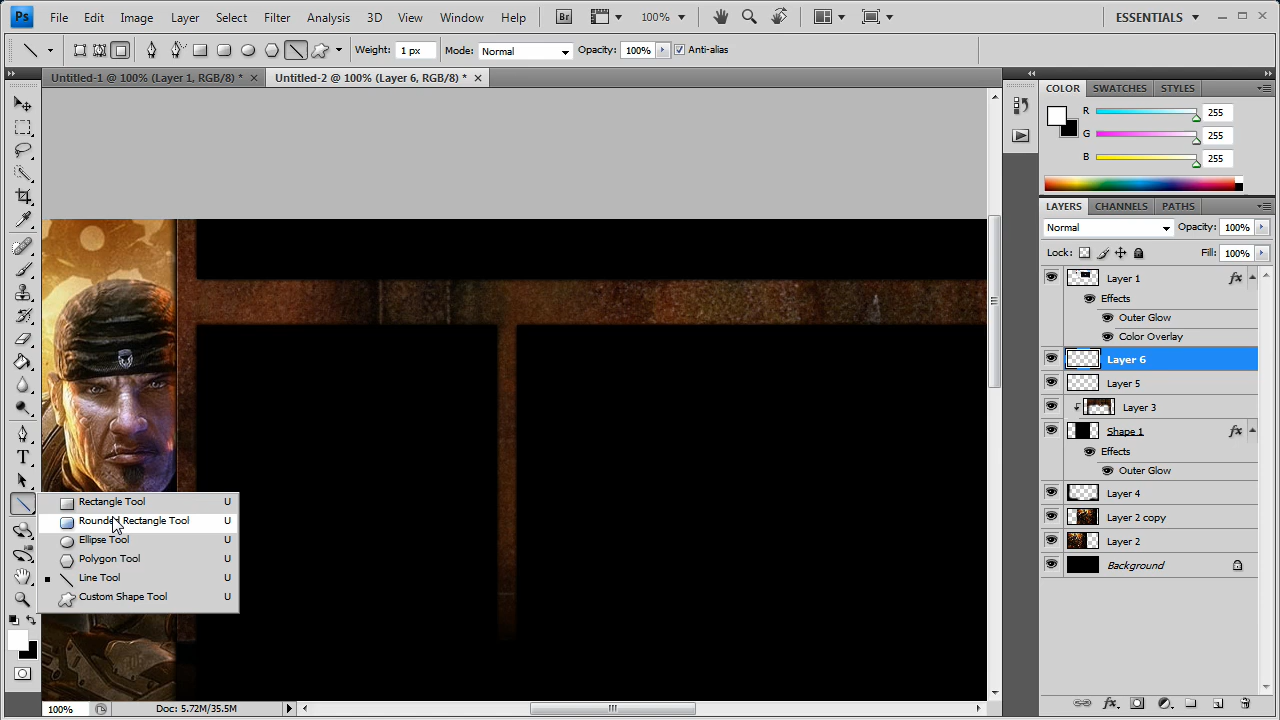 Ps File Edit Image Layer Select Filter Analysis 3D View Window Help Br 100% ESSENTIALS
Weight: 1 px Mode: Normal Opacity: 100% Anti-alias
Untitled-1 @ 100% (Layer 1, RGB/8) * Untitled-2 @ 100% (Layer 6, RGB/8) *
COLOR SWATCHES STYLES
R 255
G 255
B 255
LAYERS CHANNELS PATHS
Normal Opacity: 100%
Lock: Fill: 100%
Layer 1 fx
Effects
Outer Glow
Color Overlay
Layer 6
Layer 5
Layer 3
Shape 1 fx
Effects
Outer Glow
Layer 4
Layer 2 copy
Layer 2
Background
T
Rectangle Tool U
Rounded Rectangle Tool U
Ellipse Tool U
Polygon Tool U
Line Tool U
Custom Shape Tool U
100% Doc: 5.72M/35.5M
fx